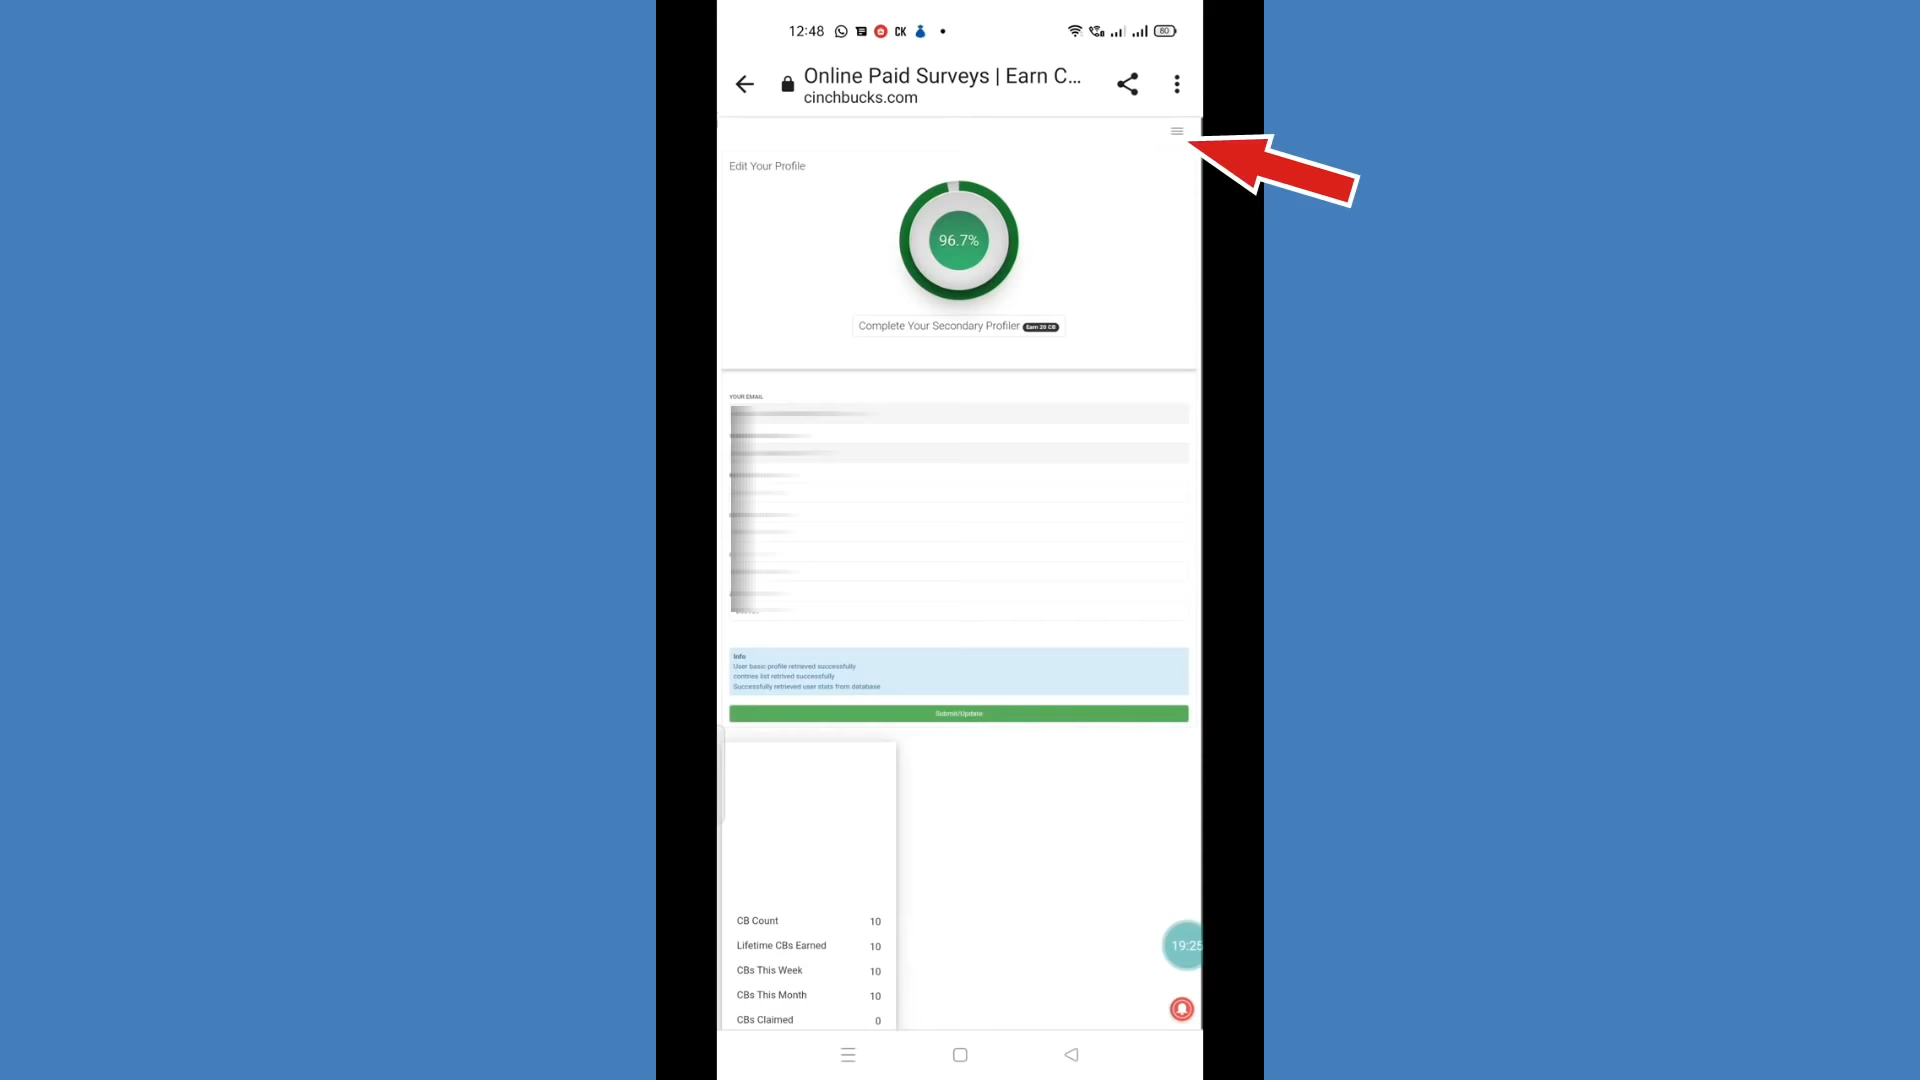 12:48 CK 80
Online Paid Surveys | Earn C...
cinchbucks.com
Edit Your Profile
96.7%
Complete Your Secondary Profiler Earn 20 CB
YOUR EMAIL
Info
User basic profile retrieved successfully
contries list retrived successfully
Successfully retrieved user stats from database
Submit/Update
CB Count 10
Lifetime CBs Earned 10
CBs This Week 10
CBs This Month 10
CBs Claimed 0
19:25